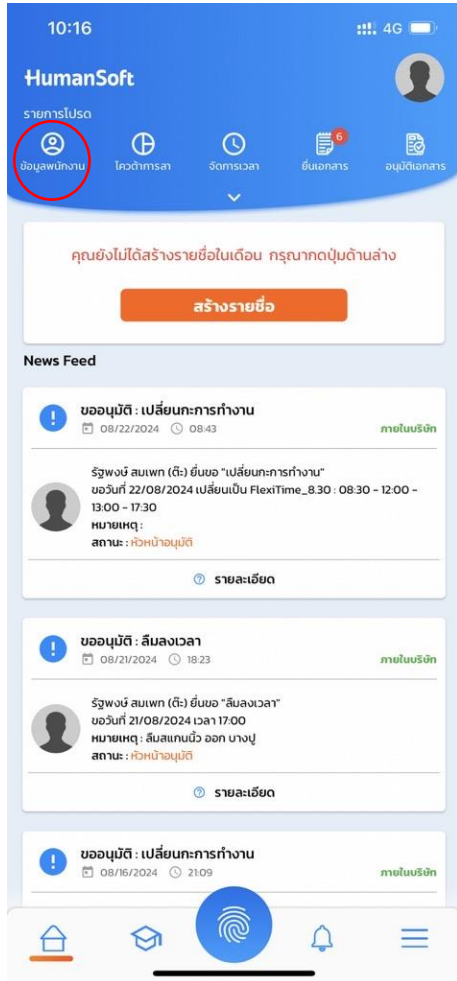 10:16
4G
HumanSoft
รายการโปรด
6
ข้อมูลพนักงาน
โควต้าการลา
จัดการเวลา
ยื่นเอกสาร
อนุมัติเอกสาร
คุณยังไม่ได้สร้างรายชื่อในเดือน กรุณากดปุ่มด้านล่าง
สร้างรายชื่อ
News Feed
ขออนุมัติ : เปลี่ยนกะการทำงาน
08/22/2024 08:43 ภายในบริษัท
รัฐพงษ์ สมเพท (ต๊ะ) ยื่นขอ "เปลี่ยนกะการทำงาน"
ขอวันที่ 22/08/2024 เปลี่ยนเป็น FlexiTime_8.30 : 08:30 - 12:00 -
13:00 - 17:30
หมายเหตุ :
สถานะ : หัวหน้าอนุมัติ
รายละเอียด
ขออนุมัติ : ลืมลงเวลา
08/21/2024 18:23 ภายในบริษัท
รัฐพงษ์ สมเพท (ต๊ะ) ยื่นขอ "ลืมลงเวลา"
ขอวันที่ 21/08/2024 เวลา 17:00
หมายเหตุ : ลืมสแกนนิ้ว ออก บางปู
สถานะ : หัวหน้าอนุมัติ
รายละเอียด
ขออนุมัติ : เปลี่ยนกะการทำงาน
08/16/2024 21:09 ภายในบริษัท